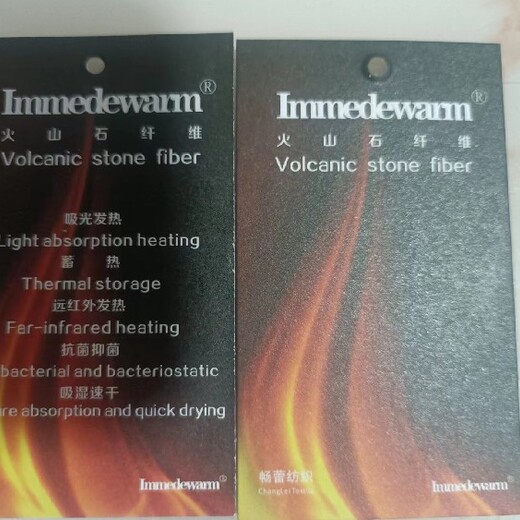 Immedewarm®
火山石纤维
Volcanic stone fiber
吸光发热
Light absorption heating
蓄热
Thermal storage
远红外发热
Far-infrared heating
抗菌抑菌
bacterial and bacteriostatic
吸湿速干
re absorption and quick drying
Immedewarm®
Immedewarm®
火山石纤维
Volcanic stone fiber
畅蕾纺织
ChangLeiTextile
Immedewarm®